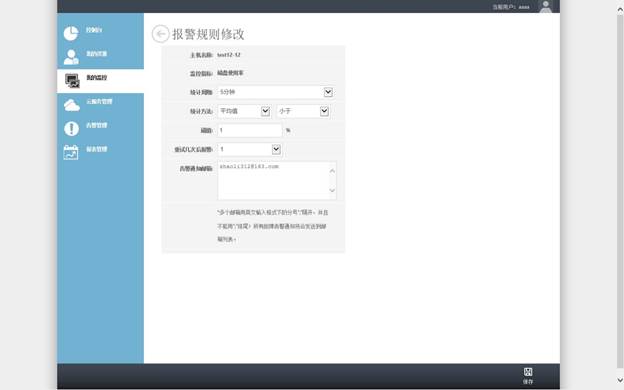 当前用户：aaaa
控制台
我的资源
我的监控
云服务管理
告警管理
报表管理
报警规则修改
主机名称: test12-12
监控指标: 磁盘使用率
统计周期: 5分钟
统计方法: 平均值 小于
阈值: 1 %
重试几次后报警: 1
告警通知邮箱: zhaoli312@163.com
"多个邮箱用英文输入格式下的分号";"隔开，并且
不能用";"结尾！所有故障告警通知将会发送到邮
箱列表。
保存